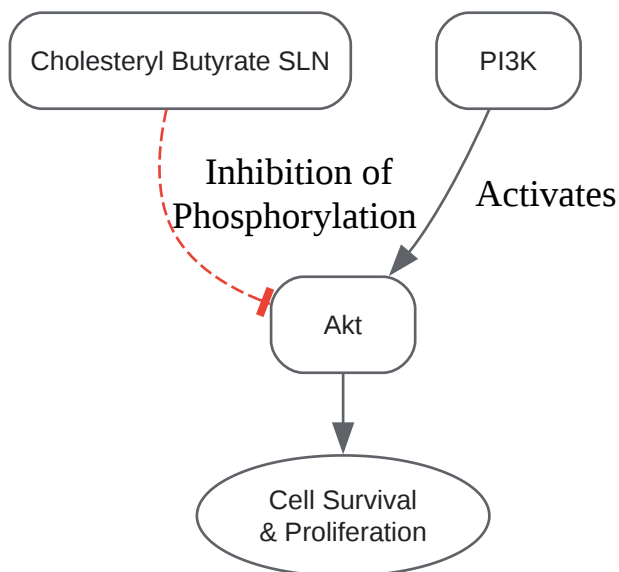 Cholesteryl Butyrate SLN
PI3K
Inhibition of
Phosphorylation
Activates
Akt
Cell Survival
& Proliferation